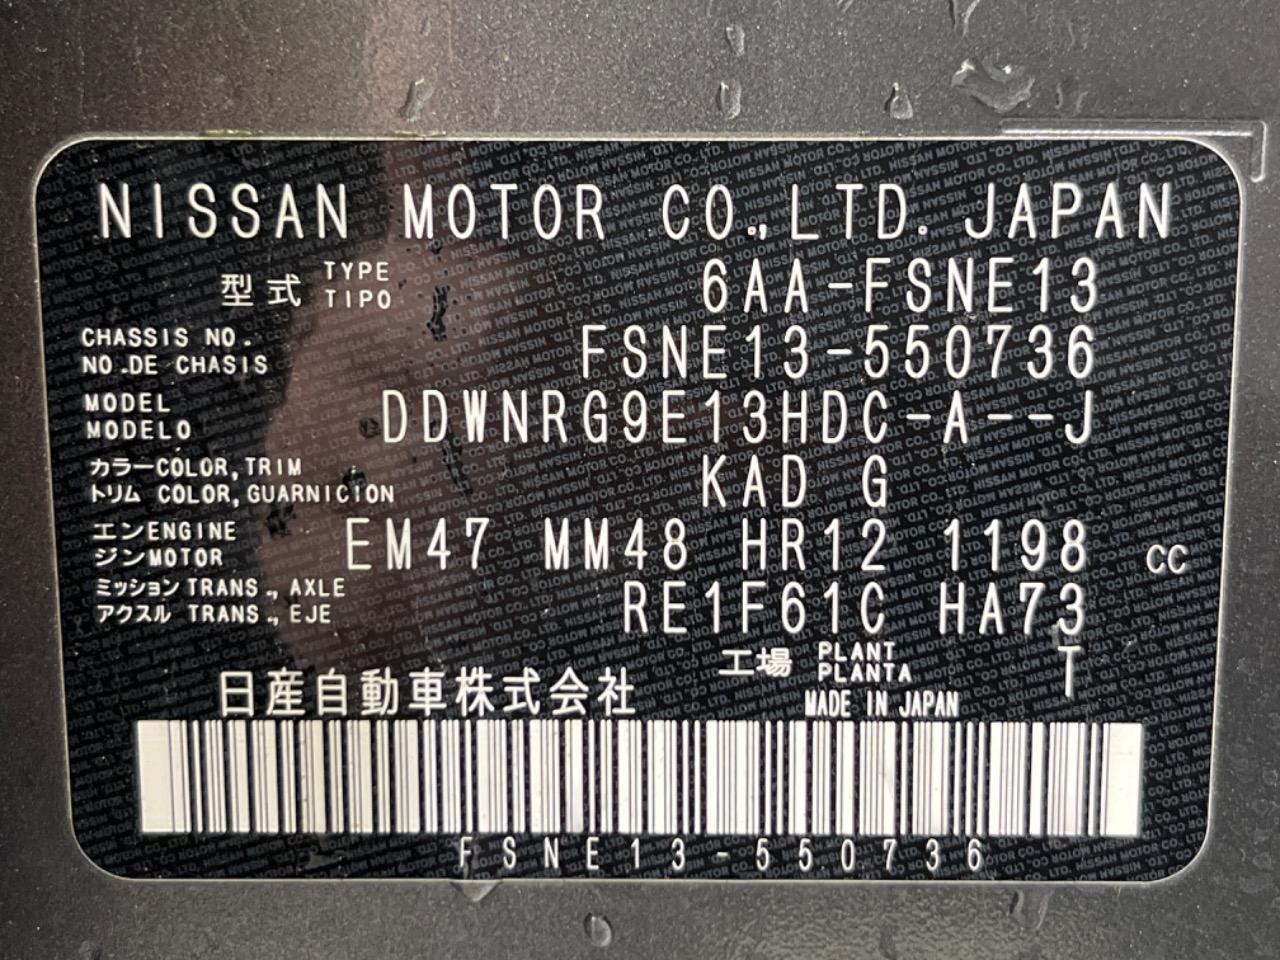 NISSAN MOTOR CO.,LTD. JAPAN
型式 TYPE TIPO 6AA-FSNE13
CHASSIS NO.
NO.DE CHASIS FSNE13-550736
MODEL
MODELO DDWNRG9E13HDC-A--J
カラーCOLOR,TRIM
トリム COLOR,GUARNICION KAD G
エンENGINE
ジンMOTOR EM47 MM48 HR12 1198 CC
ミッションTRANS.,AXLE
アクスル TRANS.,EJE RE1F61C HA73
工場 PLANT PLANTA T
日産自動車株式会社 MADE IN JAPAN
FSNE13-550736